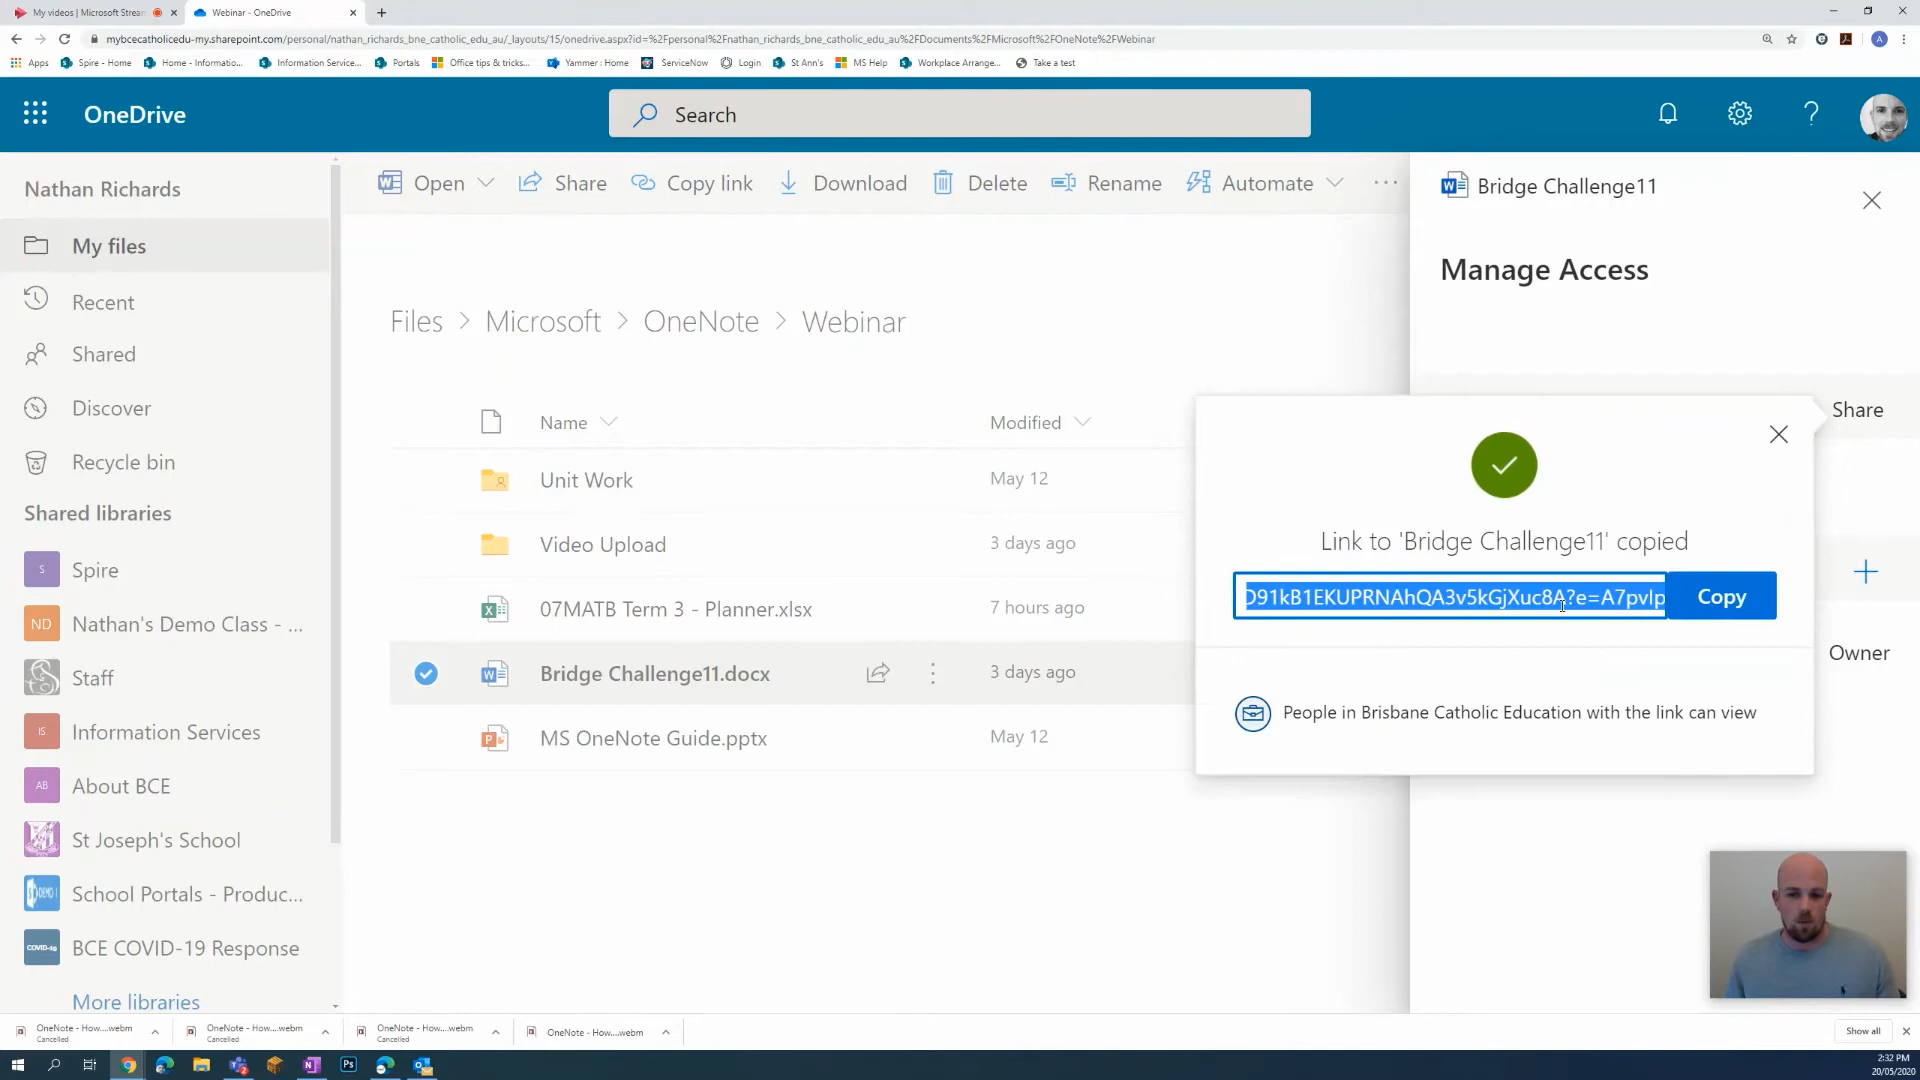 My videos | Microsoft Stream
Webinar - OneDrive
mybcecatholicedu-my.sharepoint.com/personal/nathan_richards_bne_catholic_edu_au/_layouts/15/onedrive.aspx?id=%2Fpersonal%2Fnathan_richards_bne_catholic_edu_au%2FDocuments%2FMicrosoft%2FOneNote%2FWebinar
A
Apps
Spire - Home
Home - Informatio...
Information Service...
Portals
Office tips & tricks...
Yammer : Home
ServiceNow
Login
St Ann's
MS Help
Workplace Arrange...
Take a test
OneDrive
Search
Nathan Richards
My files
Recent
Shared
Discover
Recycle bin
Shared libraries
S Spire
ND Nathan's Demo Class - ...
Staff
IS Information Services
AB About BCE
St Joseph's School
School Portals - Produc...
COVID-19 BCE COVID-19 Response
More libraries
Open
Share
Copy link
Download
Delete
Rename
Automate
...
Files > Microsoft > OneNote > Webinar
Name
Modified
Unit Work
May 12
Video Upload
3 days ago
07MATB Term 3 - Planner.xlsx
7 hours ago
Bridge Challenge11.docx
3 days ago
MS OneNote Guide.pptx
May 12
Bridge Challenge11
Manage Access
Share
Owner
Link to 'Bridge Challenge11' copied
D91kB1EKUPRNAhQA3v5kGjXuc8A?e=A7pvIp
Copy
People in Brisbane Catholic Education with the link can view
OneNote - How....webm
Cancelled
OneNote - How....webm
Cancelled
OneNote - How....webm
Cancelled
OneNote - How....webm
Show all
2:32 PM
20/05/2020